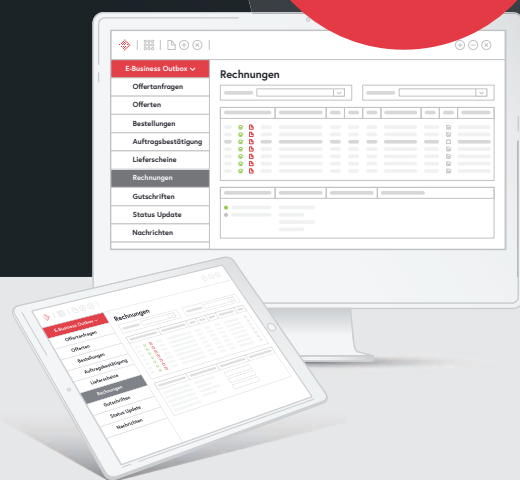 E-Business Outbox
Rechnungen
Offertanfragen
Offerten
Bestellungen
Auftragsbestätigung
Lieferscheine
Rechnungen
Gutschriften
Status Update
Nachrichten
E-Business Outbox
Rechnungen
Offertanfragen
Offerten
Bestellungen
Auftragsbestätigung
Lieferscheine
Rechnungen
Gutschriften
Status Update
Nachrichten